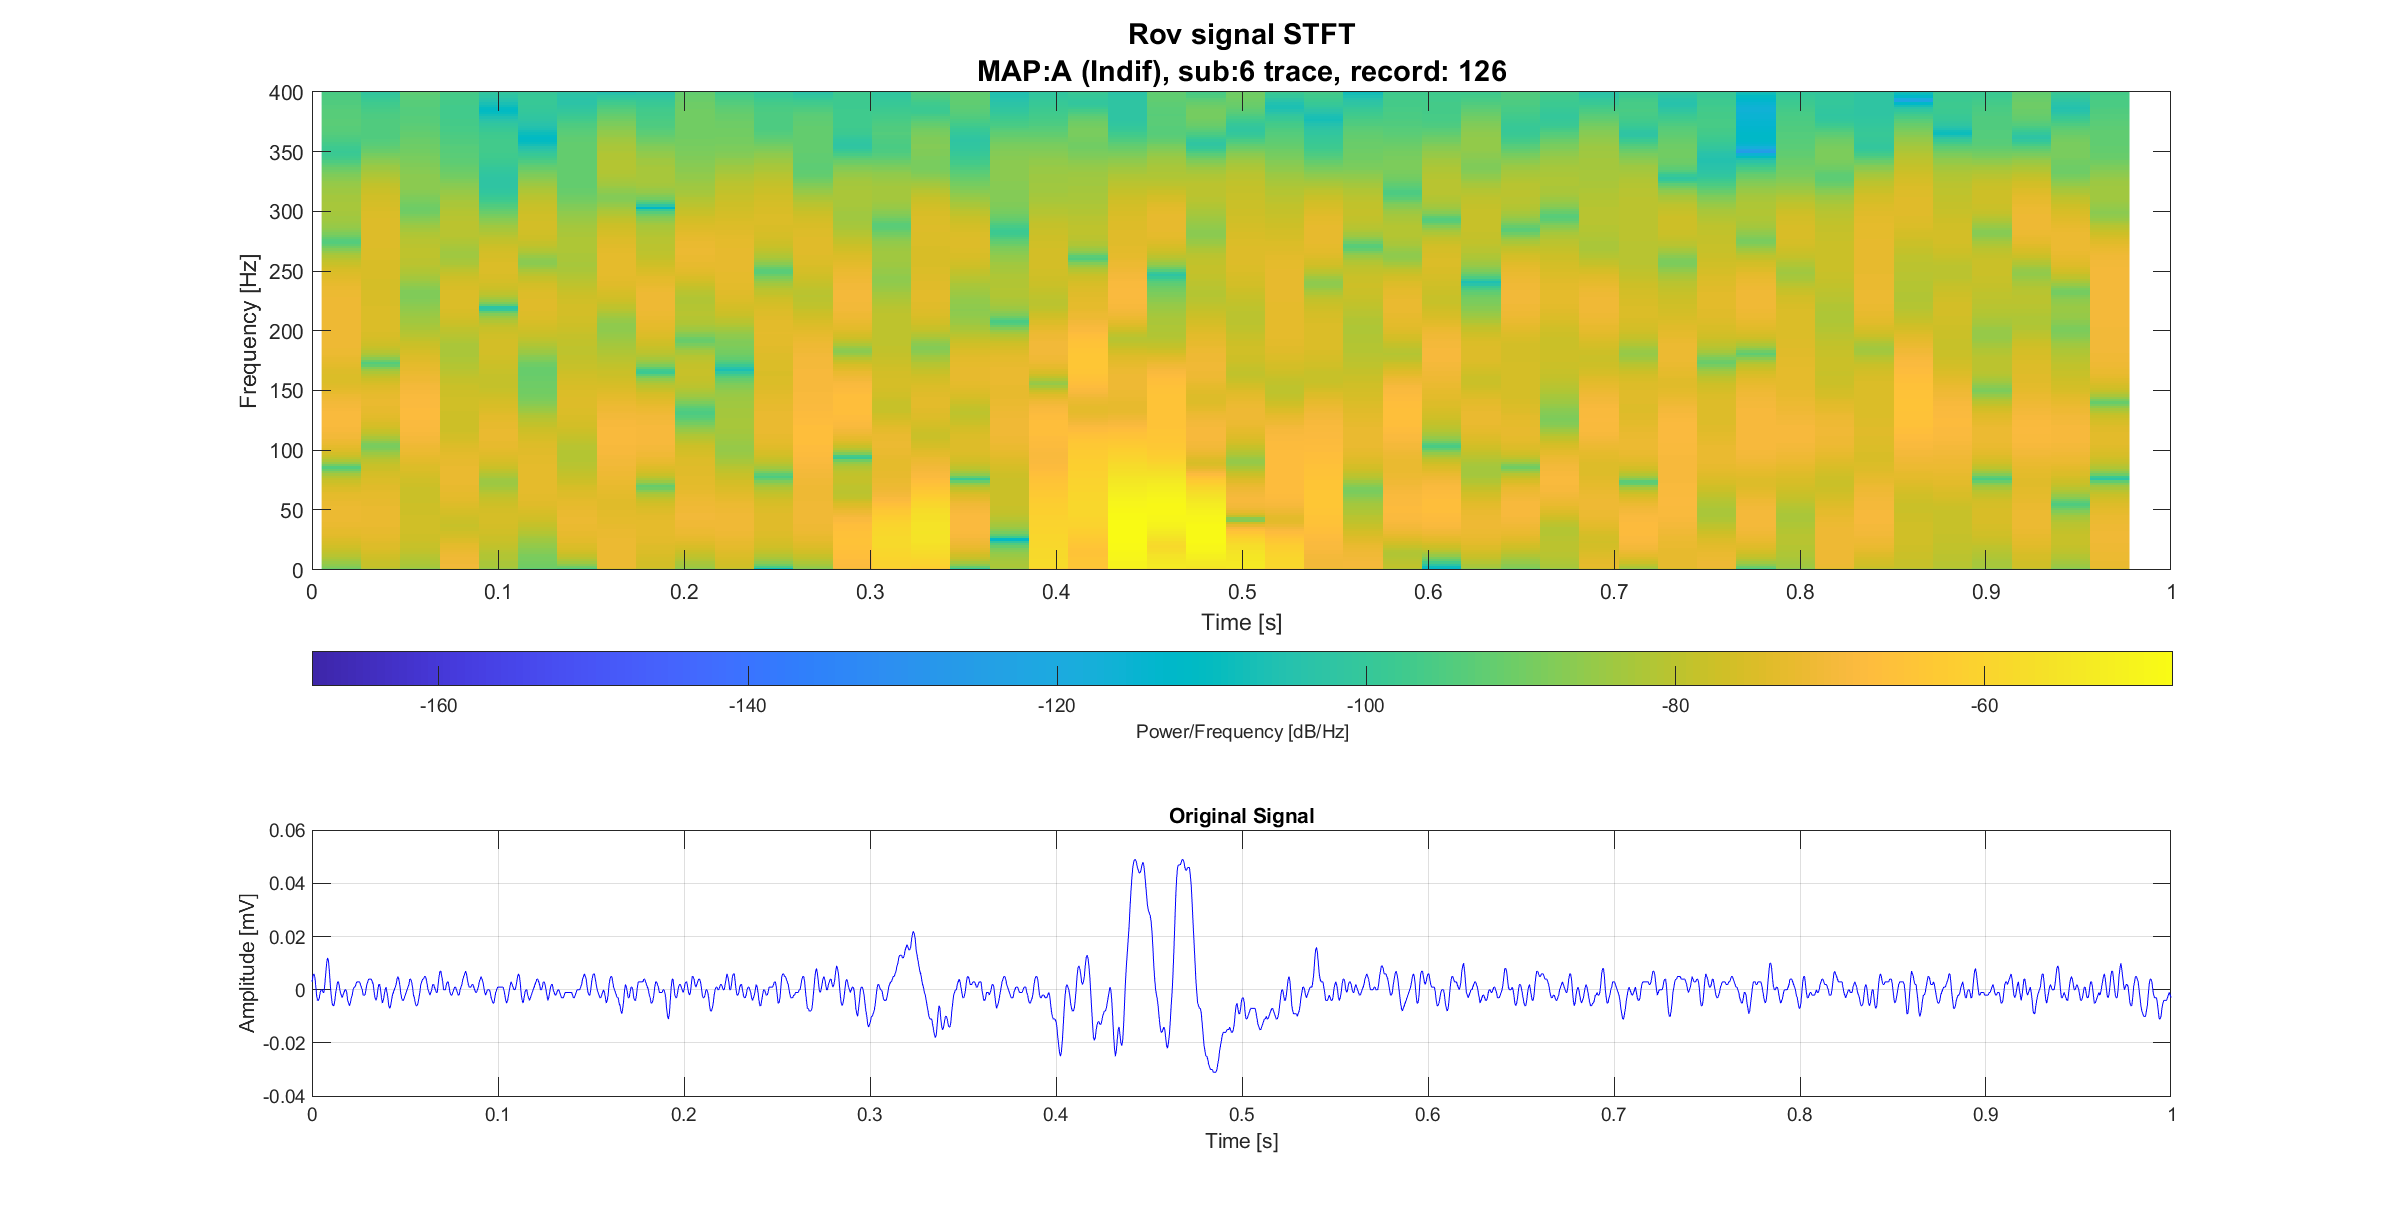 Rov signal STFT
MAP:A (Indif), sub:6 trace, record: 126
400
350
300
250
200
150
100
50
0
Frequency [Hz]
0 0.1 0.2 0.3 0.4 0.5 0.6 0.7 0.8 0.9 1
Time [s]
-160 -140 -120 -100 -80 -60
Power/Frequency [dB/Hz]
Original Signal
0.06
0.04
0.02
0
-0.02
-0.04
Amplitude [mV]
0 0.1 0.2 0.3 0.4 0.5 0.6 0.7 0.8 0.9 1
Time [s]